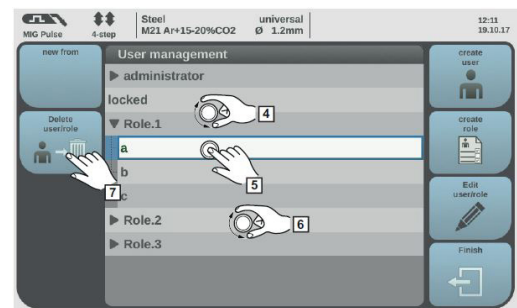 MIG Pulse
4-step
Steel universal
M21 Ar+15-20%CO2 Ø 1.2mm
12:11
19.10.17
new from
Delete
user/role
7
User management
▶ administrator
locked
4
▼ Role.1
a
5
b
c
▶ Role.2
6
▶ Role.3
create
user
create
role
Edit
user/role
Finish